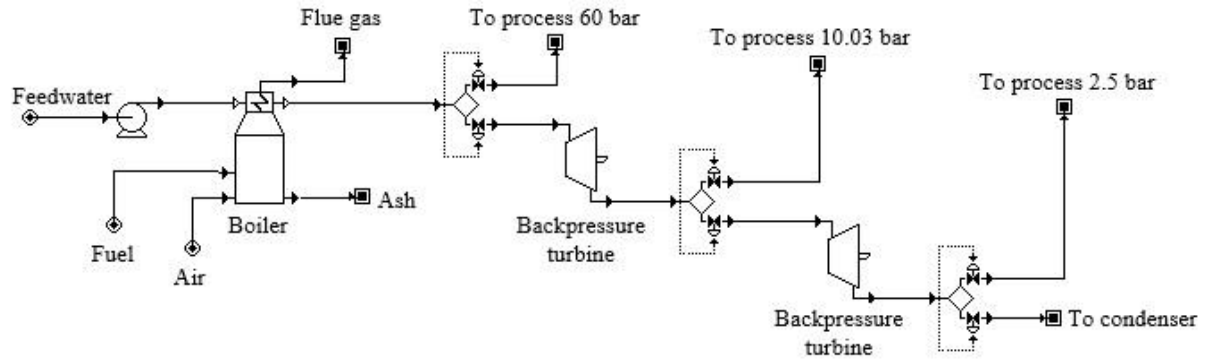 Flue gas
To process 60 bar
To process 10.03 bar
To process 2.5 bar
Feedwater
Boiler
Ash
Fuel
Air
Backpressure
turbine
Backpressure
turbine
To condenser